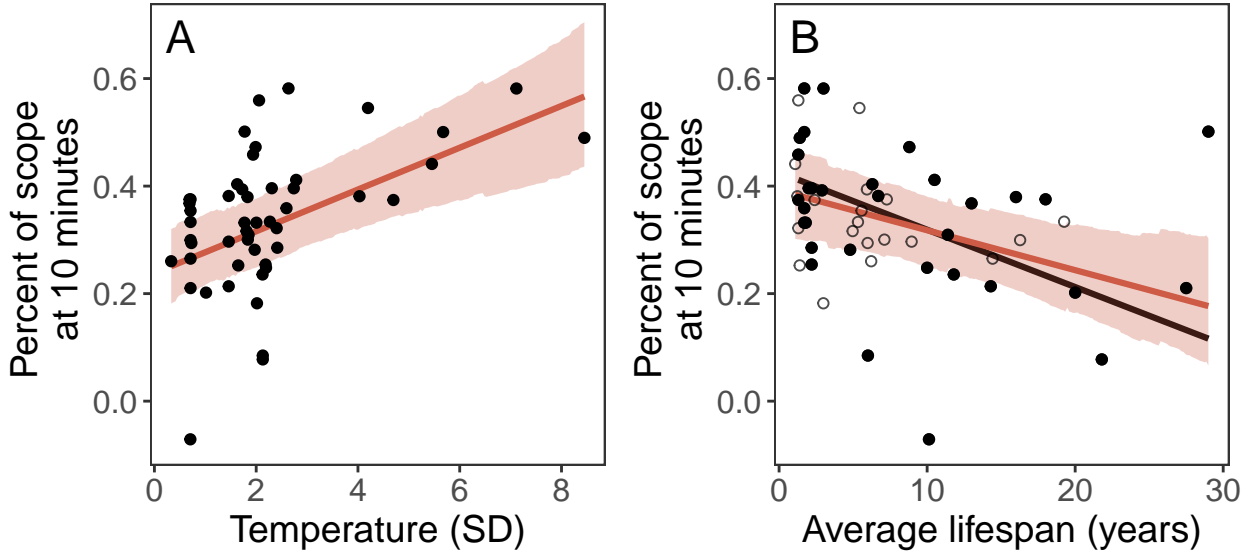 A
Percent of scope
at 10 minutes
0.6
0.4
0.2
0.0
0
2
4
6
8
Temperature (SD)
B
Percent of scope
at 10 minutes
0.6
0.4
0.2
0.0
0
10
20
30
Average lifespan (years)